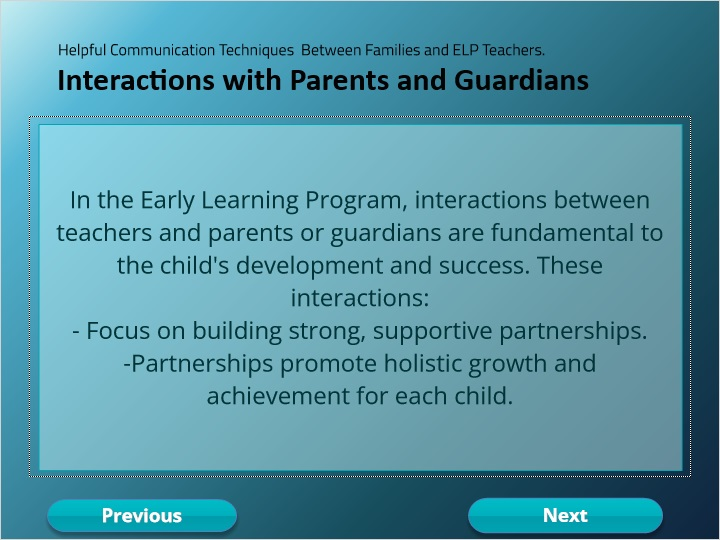 Helpful Communication Techniques  Between Families and ELP Teachers.
Interactions with Parents and Guardians
In the Early Learning Program, interactions between
teachers and parents or guardians are fundamental to
the child's development and success. These
interactions:
- Focus on building strong, supportive partnerships.
-Partnerships promote holistic growth and
achievement for each child.
Previous
Next